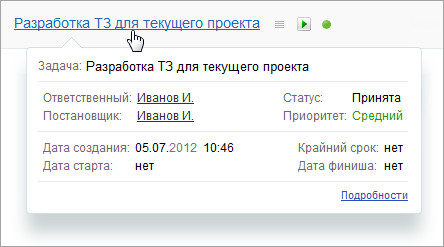 Разработка ТЗ для текущего проекта
Задача: Разработка ТЗ для текущего проекта
Ответственный: Иванов И. Статус: Принята
Постановщик: Иванов И. Приоритет: Средний
Дата создания: 05.07.2012 10:46 Крайний срок: нет
Дата старта: нет Дата финиша: нет
Подробности